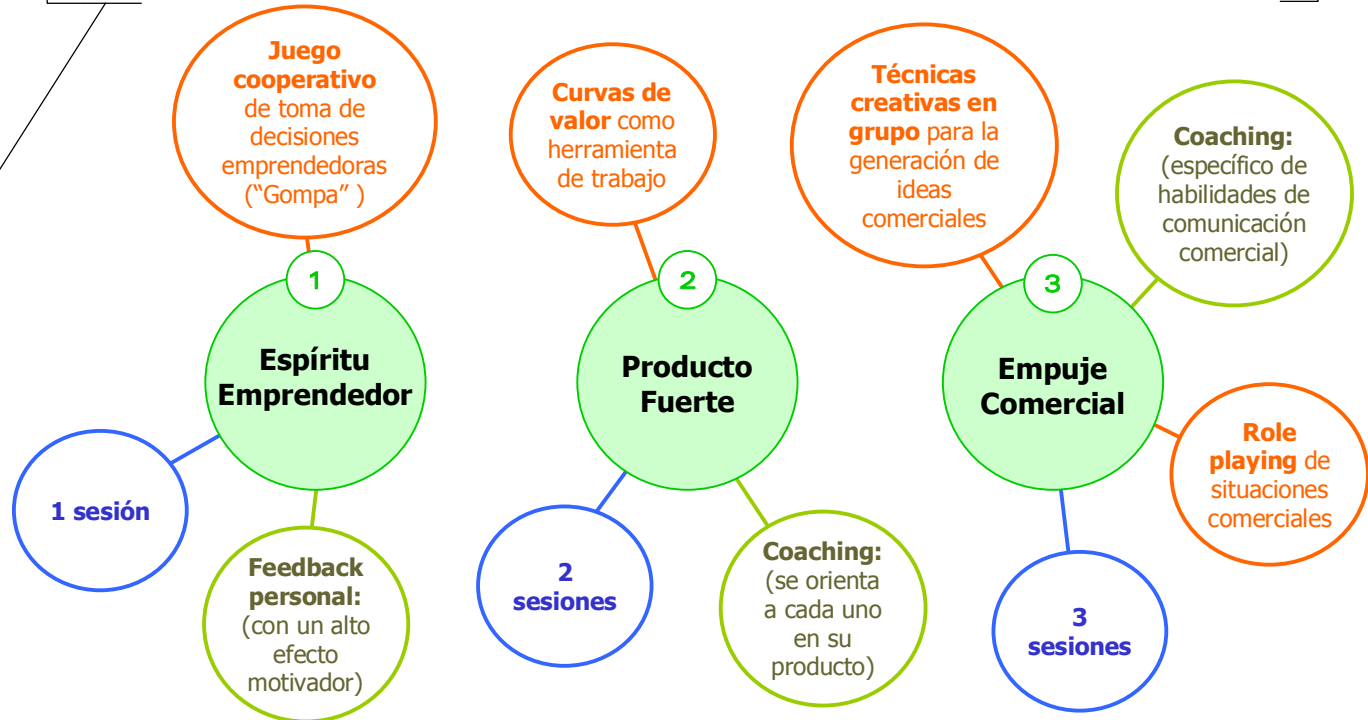 Juego
cooperativo
de toma de
decisiones
emprendedoras
(“Gompa” )
1
Espíritu
Emprendedor
1 sesión
Feedback
personal:
(con un alto
efecto
motivador)
Curvas de
valor como
herramienta
de trabajo
2
Producto
Fuerte
2
sesiones
Coaching:
(se orienta
a cada uno
en su
producto)
Técnicas
creativas en
grupo para la
generación de
ideas
comerciales
Coaching:
(específico de
habilidades de
comunicación
comercial)
3
Empuje
Comercial
Role
playing de
situaciones
comerciales
3
sesiones